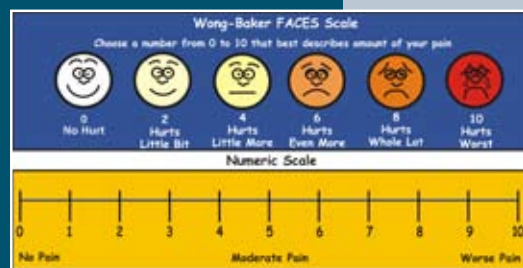 Wong-Baker FACES Scale
Choose a number from 0 to 10 that best describes amount of your pain
0 2 4 6 8 10
No Hurt Hurts Hurts Hurts Hurts Hurts
Little Bit Little More Even More Whole Lot Worst
Numeric Scale
0 1 2 3 4 5 6 7 8 9 10
No Pain Moderate Pain Worse Pain